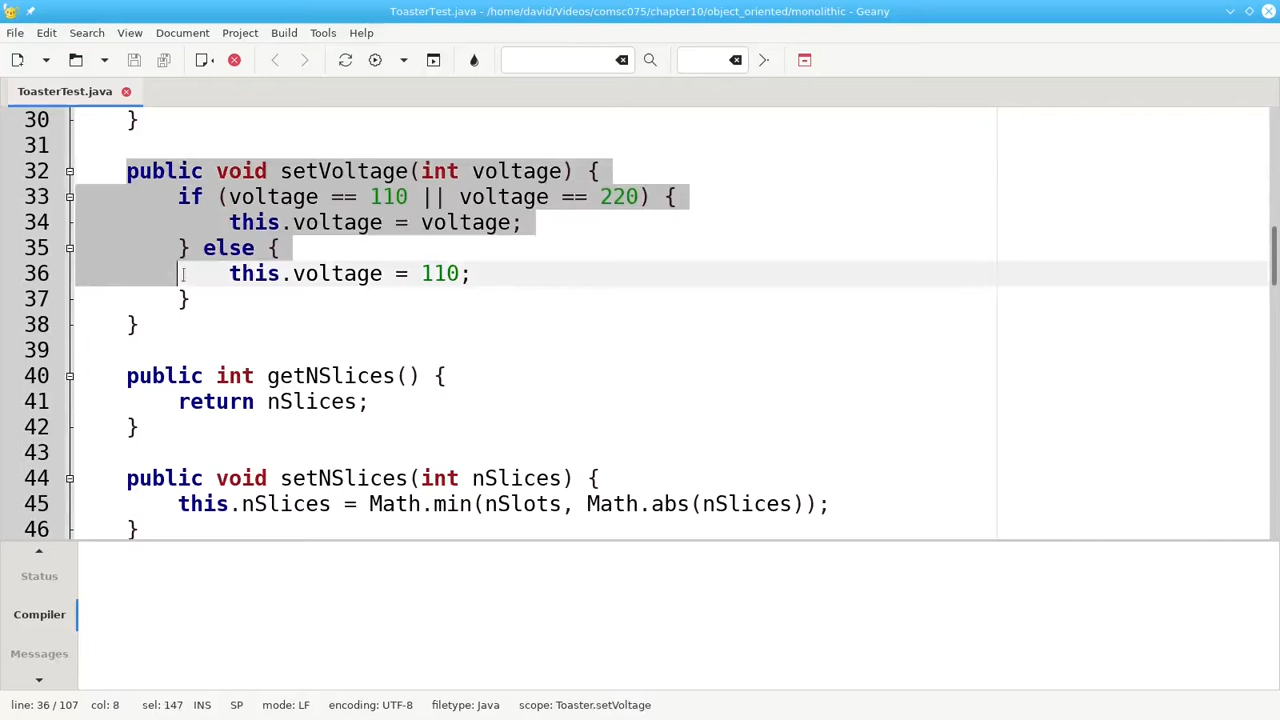 ToasterTest.java - /home/david/Videos/comsc075/chapter10/object_oriented/monolithic - Geany
File Edit Search View Document Project Build Tools Help
ToasterTest.java
30 }
31
32 public void setVoltage(int voltage) {
33 if (voltage == 110 || voltage == 220) {
34 this.voltage = voltage;
35 } else {
36 this.voltage = 110;
37 }
38 }
39
40 public int getNSlices() {
41 return nSlices;
42 }
43
44 public void setNSlices(int nSlices) {
45 this.nSlices = Math.min(nSlots, Math.abs(nSlices));
46 }
Status
Compiler
Messages
line: 36 / 107 col: 8 sel: 147 INS SP mode: LF encoding: UTF-8 filetype: Java scope: Toaster.setVoltage